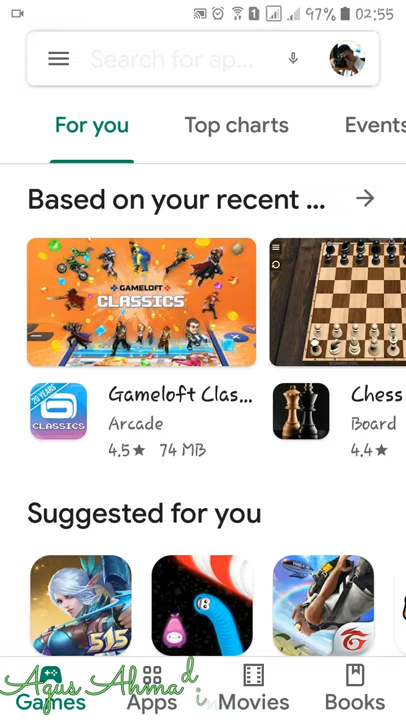 97% 02:55
Search for ap...
For you Top charts Events
Based on your recent ...
GAMELOFT
CLASSICS
20 YEARS
CLASSICS
Gameloft Clas...
Arcade
4.5★ 74 MB
Chess
Board
4.4★
Suggested for you
515
Games Apps Movies Books
Agus Ahmad